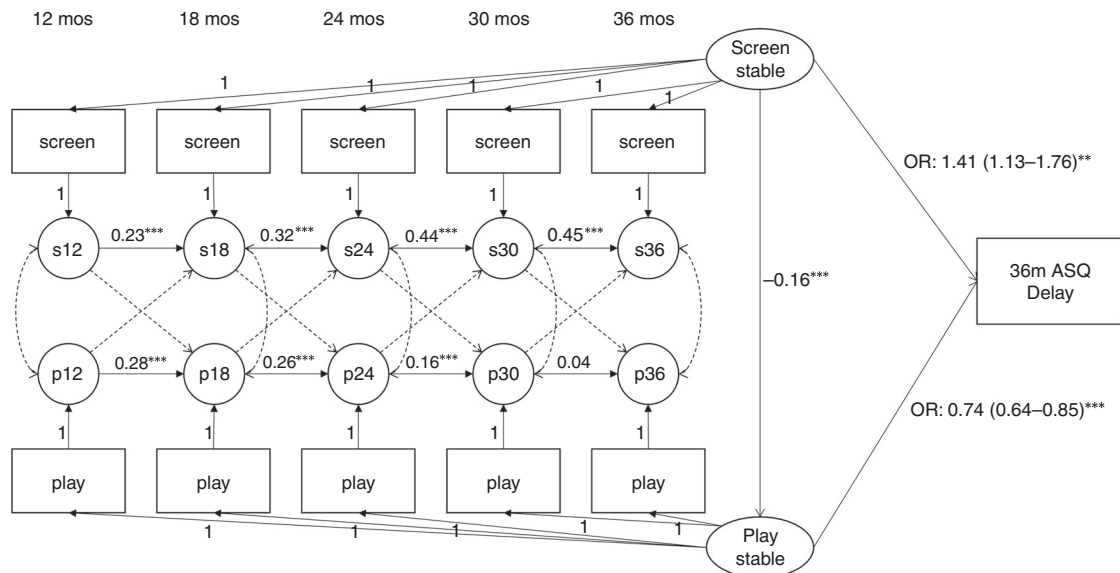 12 mos 18 mos 24 mos 30 mos 36 mos
Screen
stable
1 1 1 1 1
screen screen screen screen screen
OR: 1.41 (1.13–1.76)**
1 1 1 1 1
s12 0.23*** s18 0.32*** s24 0.44*** s30 0.45*** s36
–0.16***
36m ASQ
Delay
p12 0.28*** p18 0.26*** p24 0.16*** p30 0.04 p36
OR: 0.74 (0.64–0.85)***
1 1 1 1 1
play play play play play
1 1 1 1 1
Play
stable